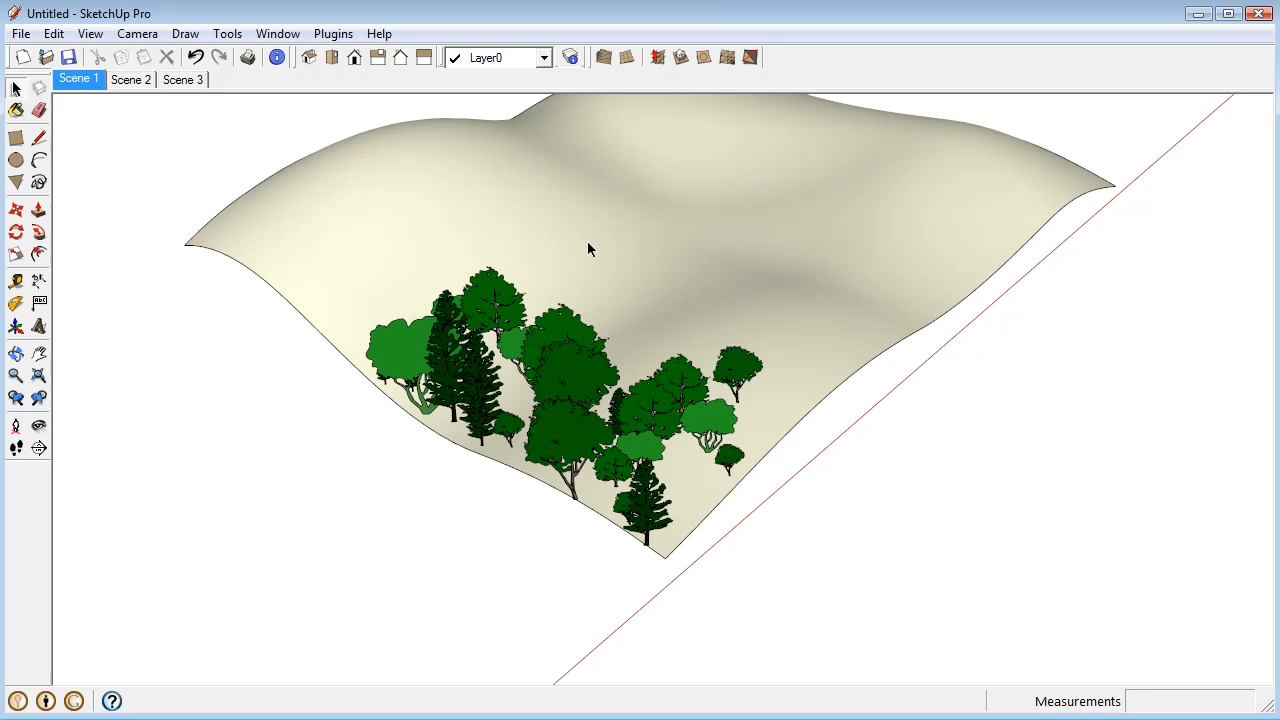 Untitled - SketchUp Pro
File Edit View Camera Draw Tools Window Plugins Help
Layer0
Scene 1 Scene 2 Scene 3
Measurements